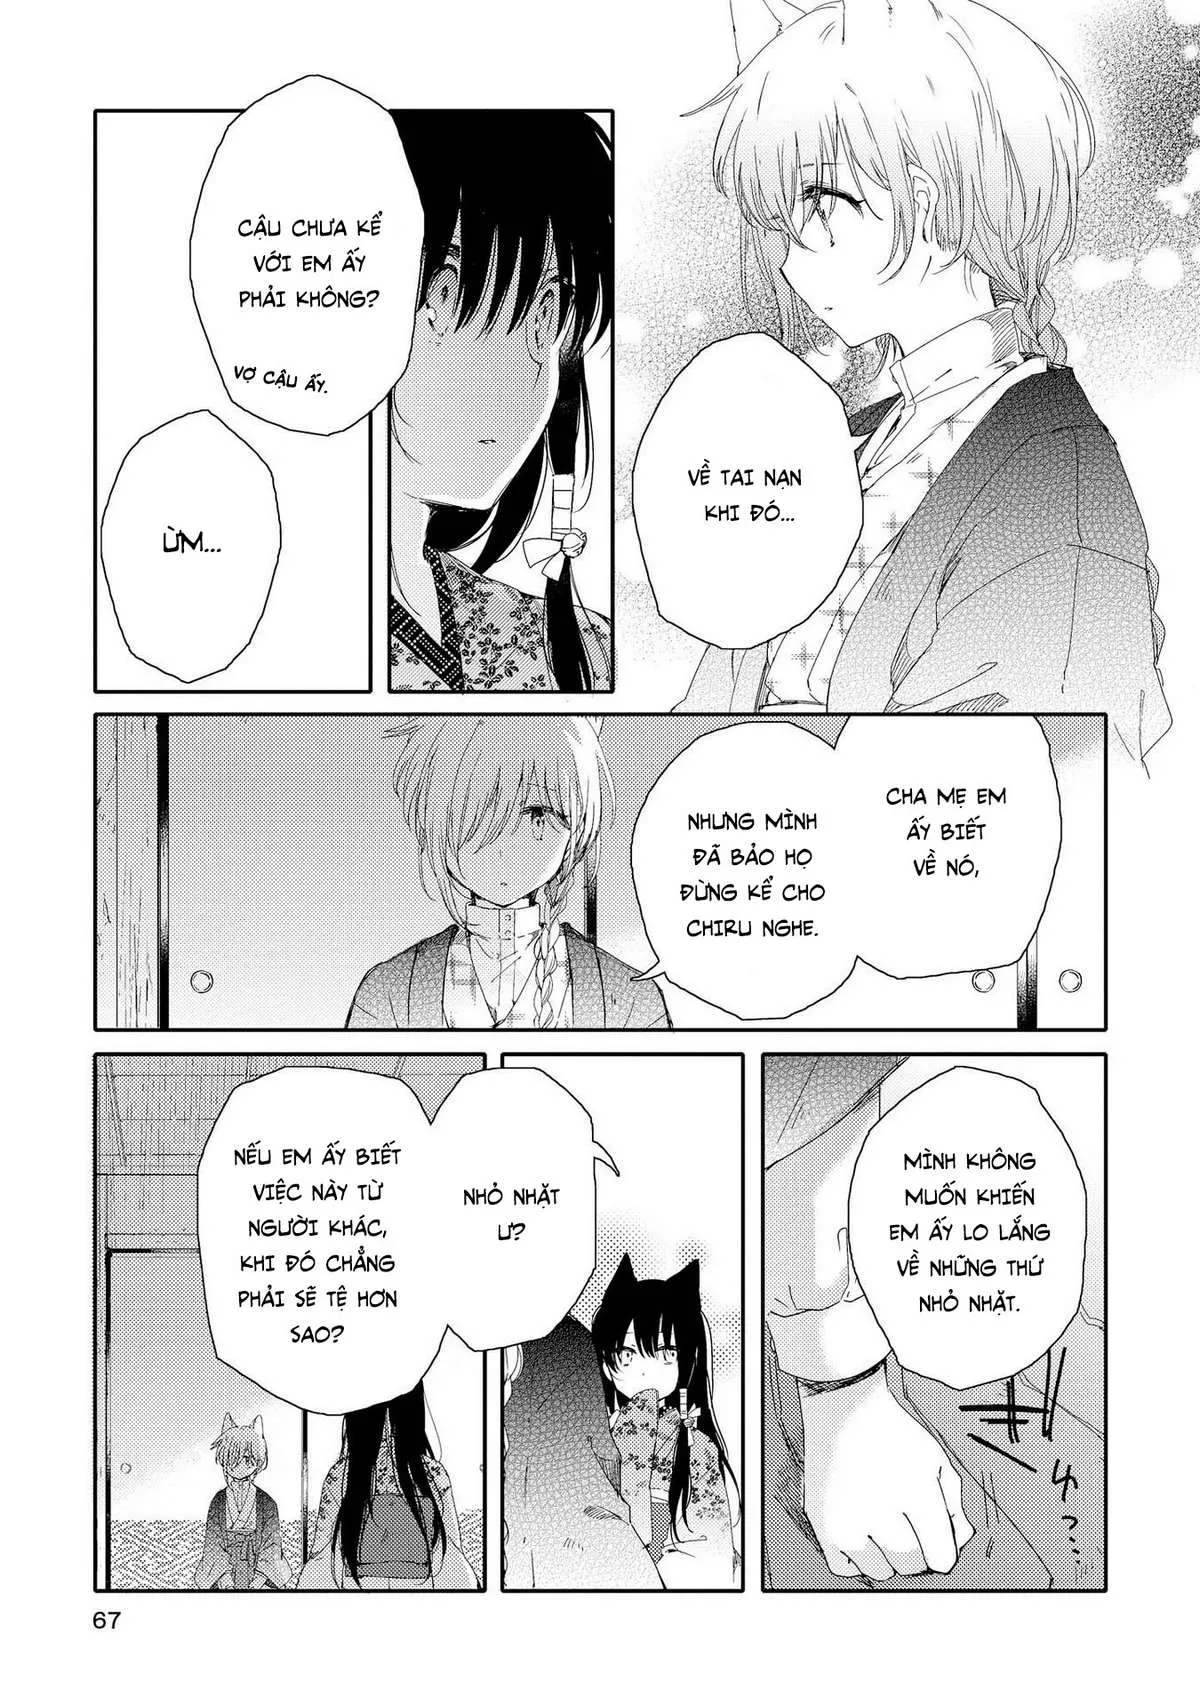 VỀ TAI NẠN
KHI ĐÓ...
CẬU CHƯA KỂ
VỚI EM ẤY
PHẢI KHÔNG?
VỢ CẬU ẤY.
ỪM...
CHA MẸ EM
ẤY BIẾT
VỀ NÓ,
NHƯNG MÌNH
ĐÃ BẢO HỌ
ĐỪNG KỂ CHO
CHIRU NGHE.
MÌNH KHÔNG
MUỐN KHIẾN
EM ẤY LO LẮNG
VỀ NHỮNG THỨ
NHỎ NHẶT.
ゆっ...
NHỎ NHẶT
Ư?
NẾU EM ẤY BIẾT
VIỆC NÀY TỪ
NGƯỜI KHÁC,
KHI ĐÓ CHẲNG
PHẢI SẼ TỆ HƠN
SAO?
67